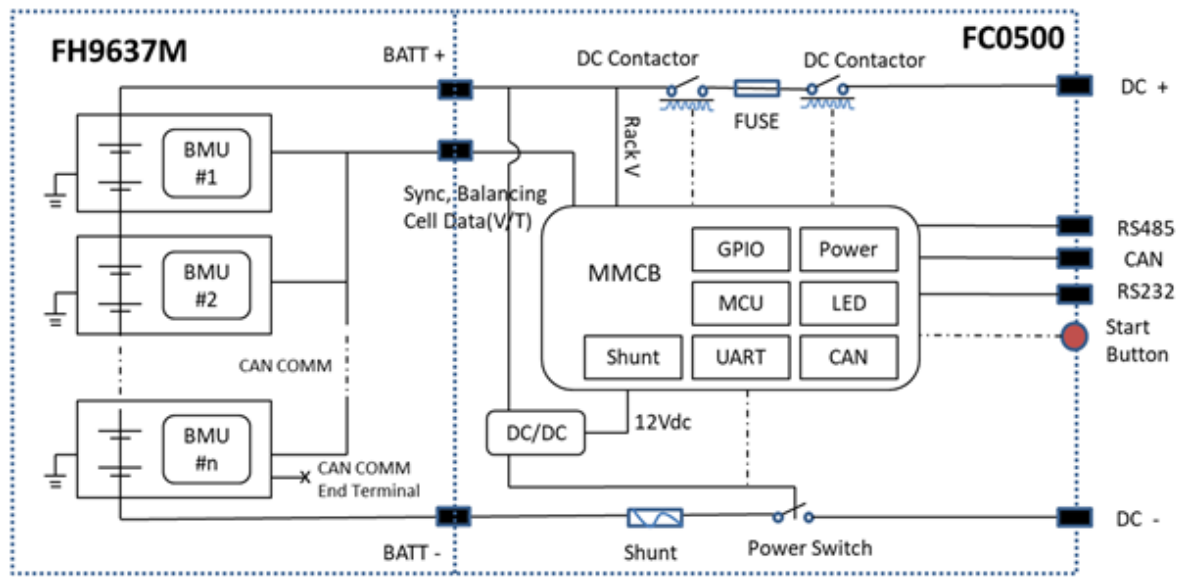 FH9637M
BATT +
FC0500
DC Contactor
DC Contactor
DC +
FUSE
Rack V
BMU
#1
Sync, Balancing
Cell Data(V/T)
BMU
#2
CAN COMM
BMU
#n
CAN COMM
End Terminal
MMCB
GPIO
Power
MCU
LED
Shunt
UART
CAN
RS485
CAN
RS232
Start
Button
DC/DC
12Vdc
BATT -
Shunt
Power Switch
DC -